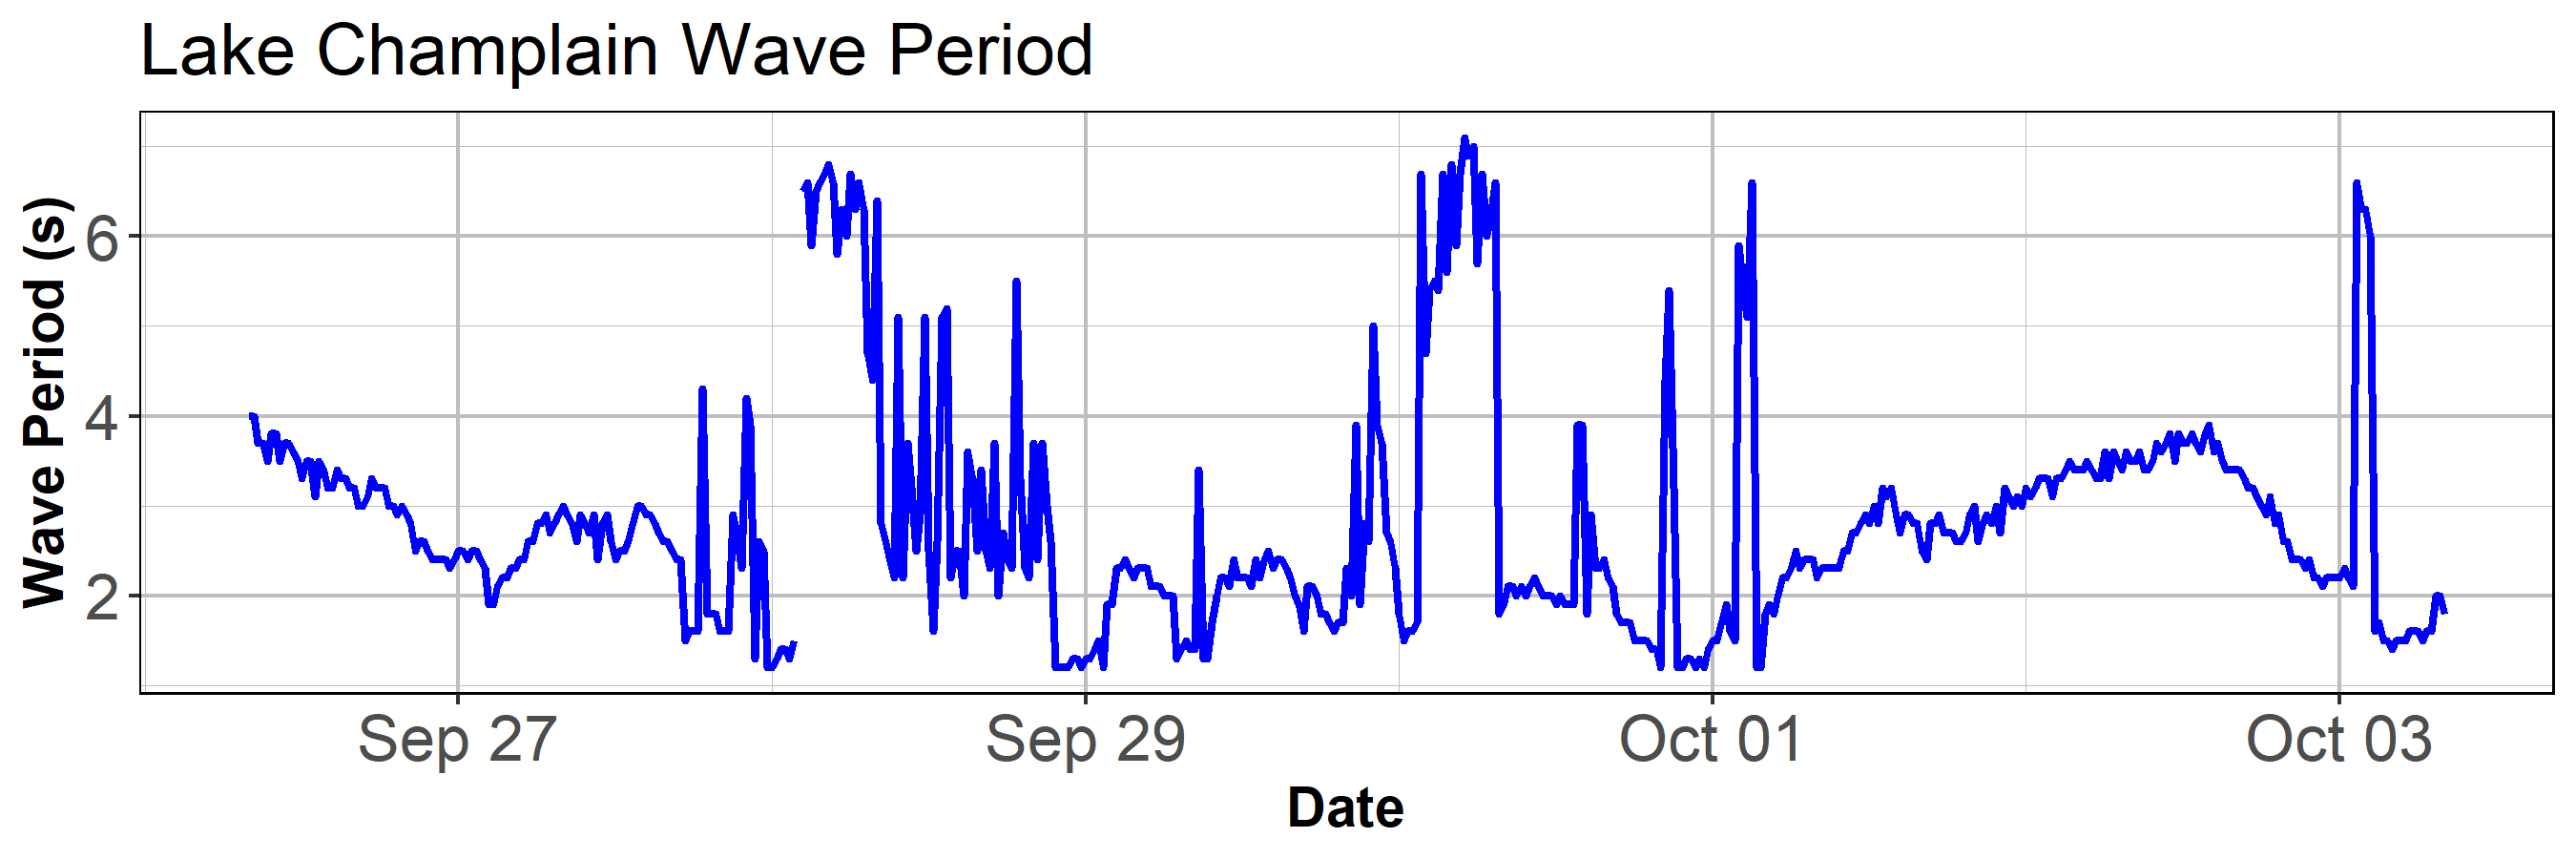 Lake Champlain Wave Period
Wave Period (s)
6
4
2
Sep 27 Sep 29 Oct 01 Oct 03
Date